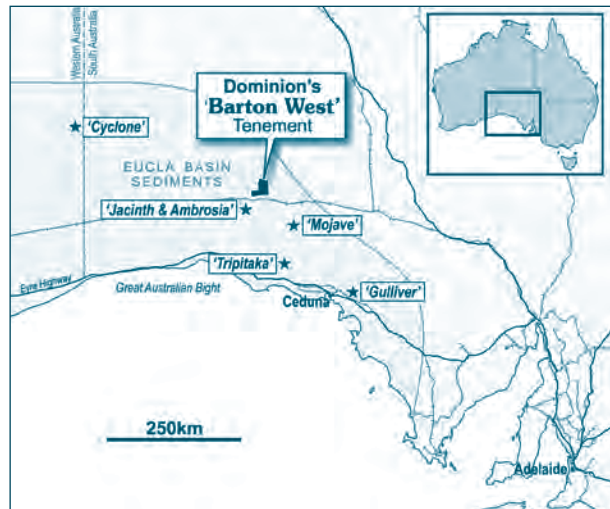 Western Australia
South Australia
Dominion's
'Barton West'
Tenement
'Cyclone'
EUCLA BASIN
SEDIMENTS
'Jacinth & Ambrosia'
'Mojave'
'Tripitaka'
Eyre Highway
Great Australian Bight
'Gulliver'
Ceduna
250km
Adelaide